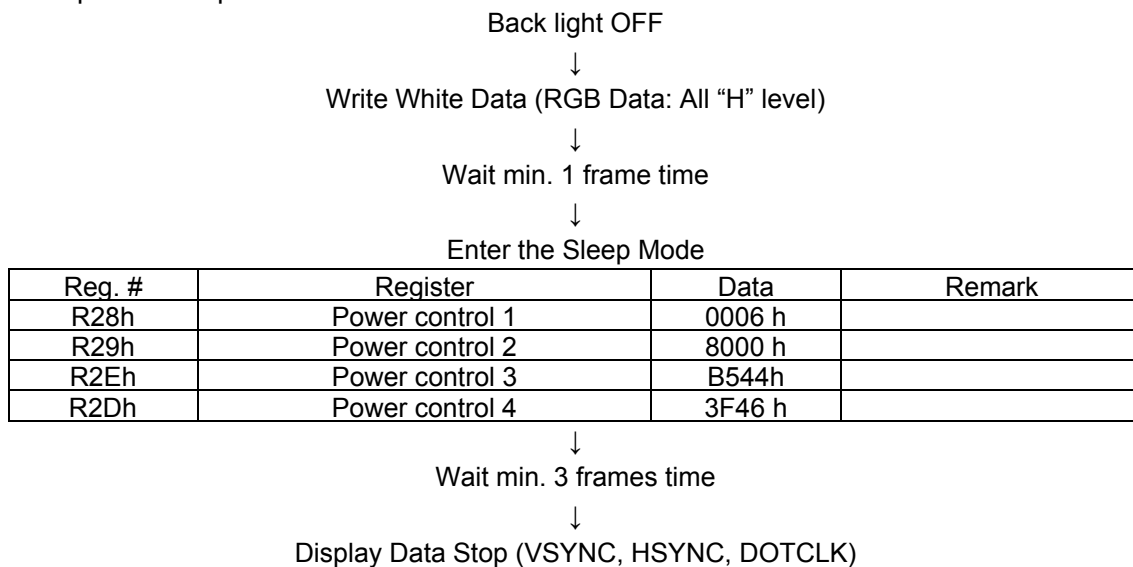 Back light OFF
↓
Write White Data (RGB Data: All “H” level)
↓
Wait min. 1 frame time
↓
Enter the Sleep Mode
Reg. # Register Data Remark
R28h Power control 1 0006 h
R29h Power control 2 8000 h
R2Eh Power control 3 B544h
R2Dh Power control 4 3F46 h
↓
Wait min. 3 frames time
↓
Display Data Stop (VSYNC, HSYNC, DOTCLK)